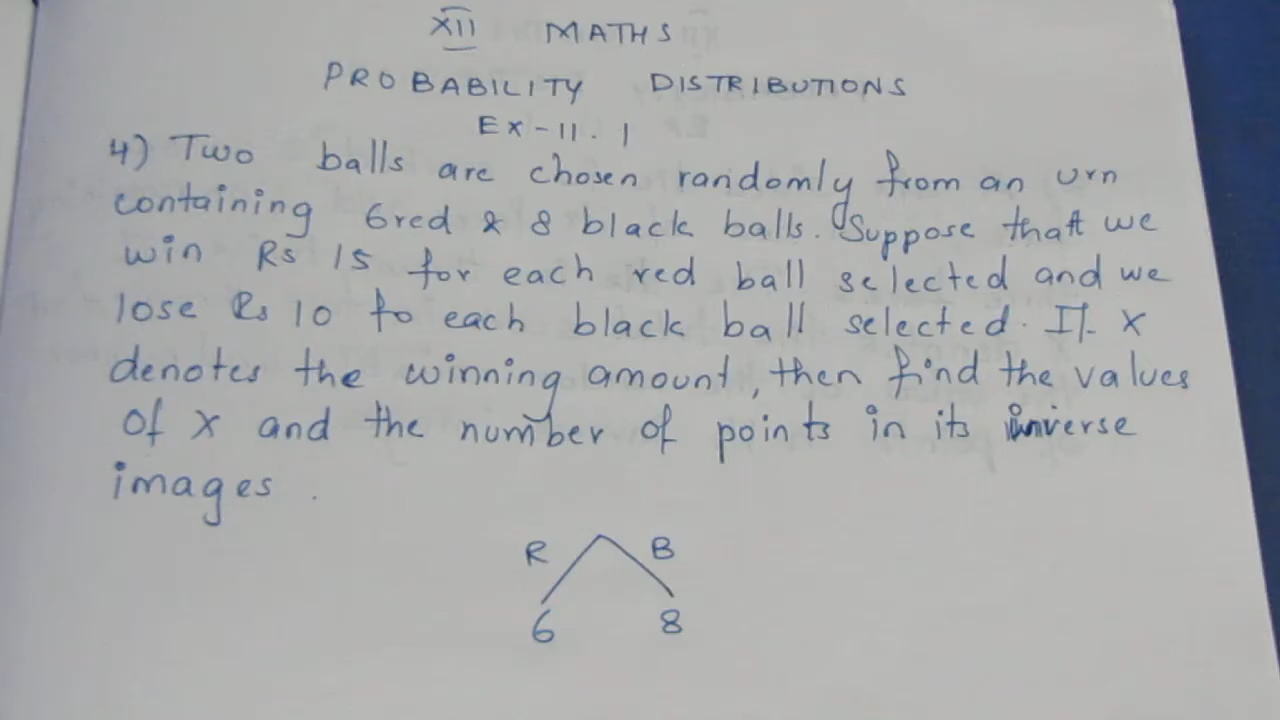 XII MATHS
PROBABILITY DISTRIBUTIONS
Ex-11.1
4) Two balls are chosen randomly from an urn
containing 6red & 8 black balls. Suppose that we
win Rs 15 for each red ball selected and we
lose Rs 10 fo each black ball selected. If X
denotes the winning amount, then find the values
of X and the number of points in its inverse
images.
R B
6 8